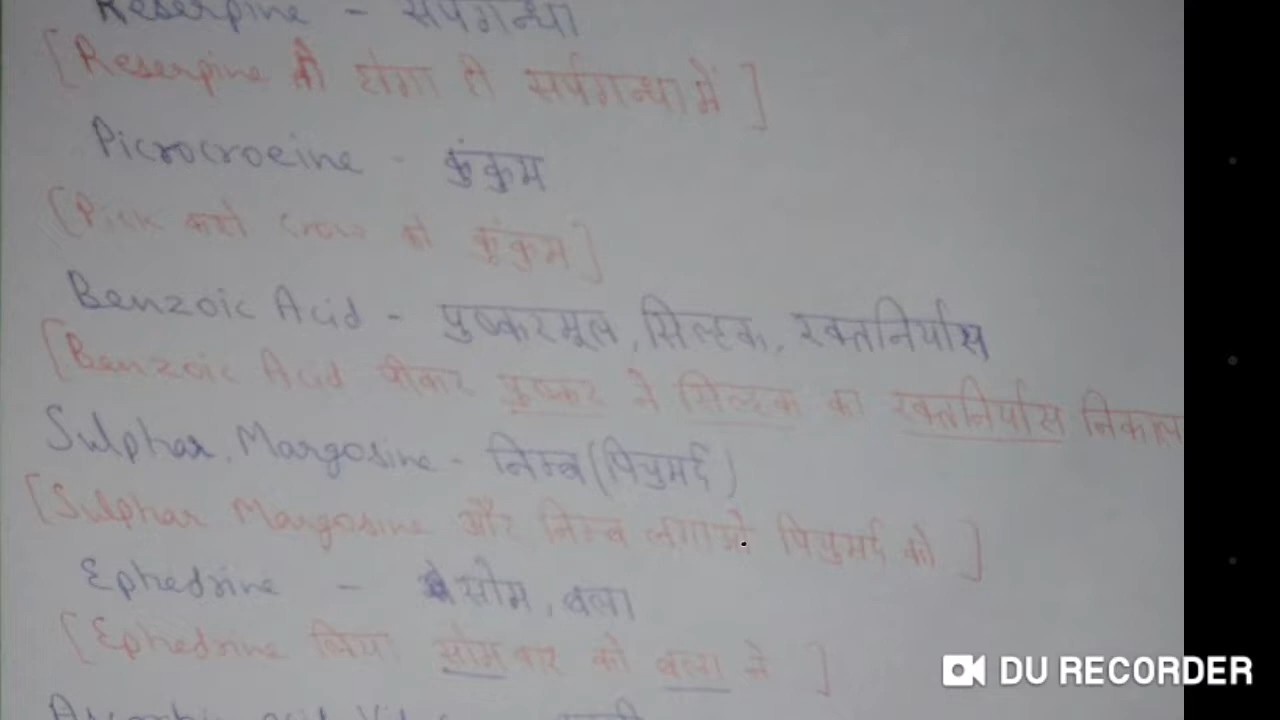 Reserpine - सर्पगन्धा
[Reserpine तो होगा ही सर्पगन्धा में]
Picrocroeine - कुंकुम
[Pick करो Crow को कुंकुम]
Benzoic Acid - पुष्करमूल, सिल्हक, रक्तनिर्यास
[Benzoic Acid पीकर पुष्कर ने सिल्हक का रक्तनिर्यास निकाल
Sulphar, Margosine - निम्ब (पिचुमर्द)
[Sulphar Margosine और निम्ब लगाओ पिचुमर्द को]
Ephedrine - सोम, बला
[Ephedrine लिया सोमवार को बला ने]
DU RECORDER